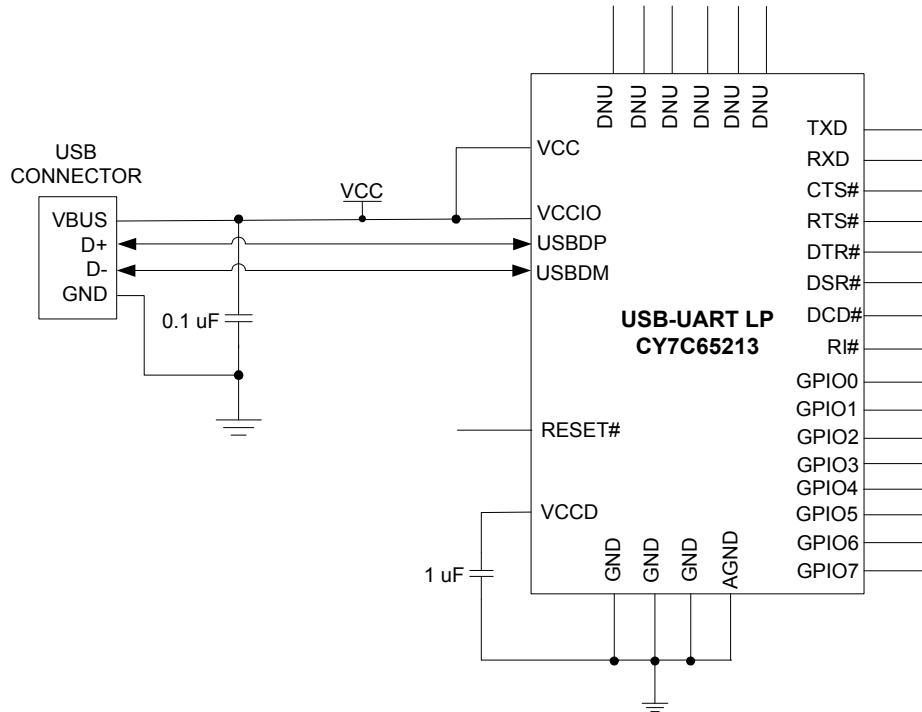 DNU
DNU
DNU
DNU
DNU
DNU
USB
CONNECTOR
VBUS
D+
D-
GND
0.1 uF
VCC
VCC
VCCIO
USBDP
USBDM
RESET#
VCCD
1 uF
USB-UART LP
CY7C65213
TXD
RXD
CTS#
RTS#
DTR#
DSR#
DCD#
RI#
GPIO0
GPIO1
GPIO2
GPIO3
GPIO4
GPIO5
GPIO6
GPIO7
GND
GND
GND
AGND